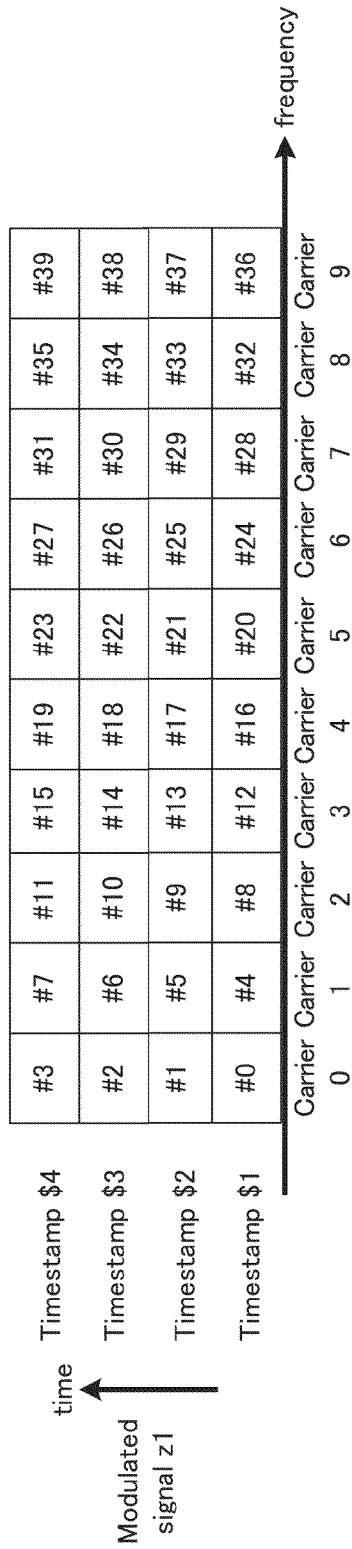 Modulated
signal z1
time
Timestamp $4 #3 #7 #11 #15 #19 #23 #27 #31 #35 #39
Timestamp $3 #2 #6 #10 #14 #18 #22 #26 #30 #34 #38
Timestamp $2 #1 #5 #9 #13 #17 #21 #25 #29 #33 #37
Timestamp $1 #0 #4 #8 #12 #16 #20 #24 #28 #32 #36
frequency
Carrier Carrier Carrier Carrier Carrier Carrier Carrier Carrier Carrier Carrier
0 1 2 3 4 5 6 7 8 9